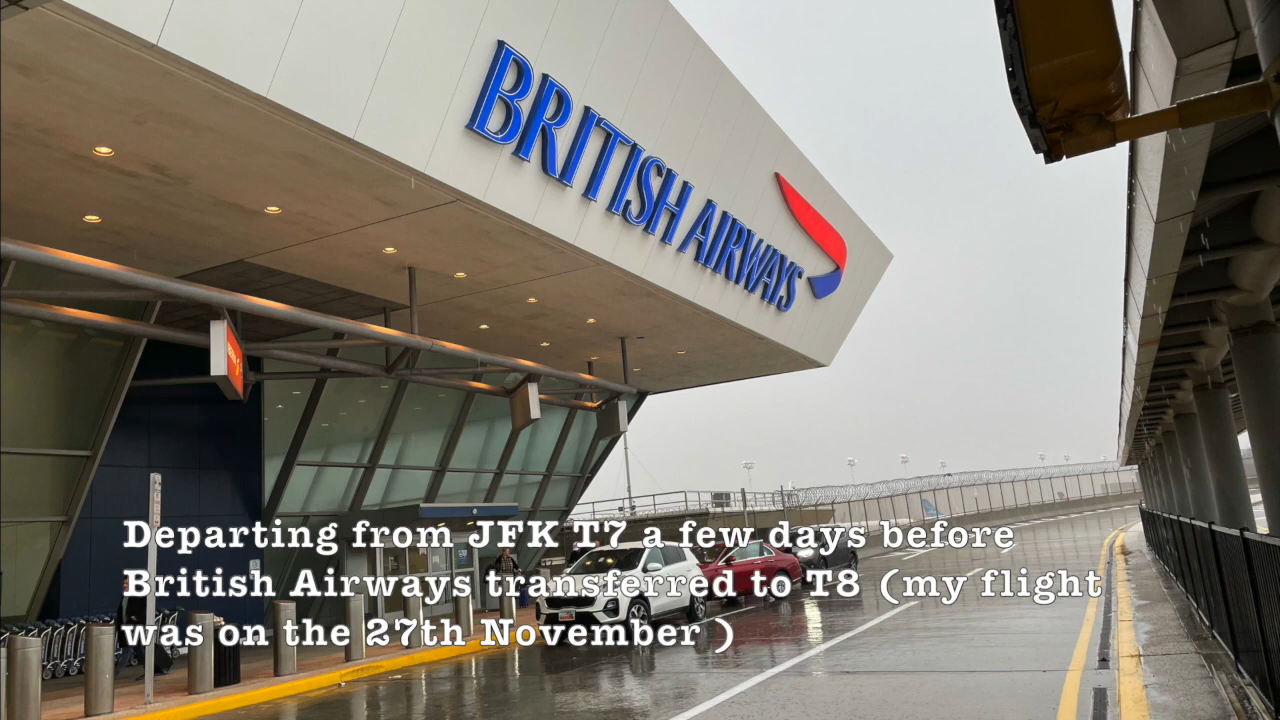 BRITISH AIRWAYS
Departing from JFK T7 a few days before
British Airways transferred to T8 (my flight
was on the 27th November )